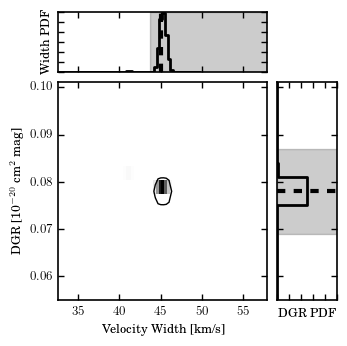 Width PDF
0.10
0.09
0.08
0.07
0.06
DGR [10⁻²⁰ cm² mag]
35 40 45 50 55
Velocity Width [km/s]
DGR PDF